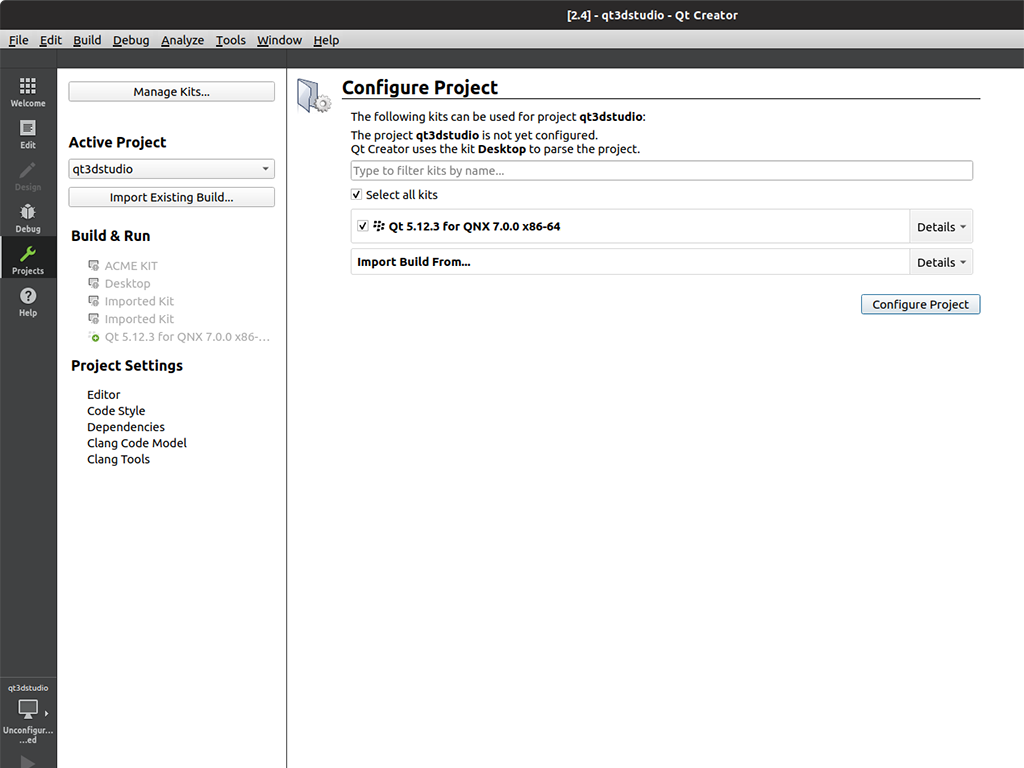 [2.4] - qt3dstudio - Qt Creator
File Edit Build Debug Analyze Tools Window Help
Welcome
Edit
Design
Debug
Projects
Help
qt3dstudio
Unconfigur...
...ed
Manage Kits...
Active Project
qt3dstudio
Import Existing Build...
Build & Run
ACME KIT
Desktop
Imported Kit
Imported Kit
Qt 5.12.3 for QNX 7.0.0 x86-...
Project Settings
Editor
Code Style
Dependencies
Clang Code Model
Clang Tools
Configure Project
The following kits can be used for project qt3dstudio:
The project qt3dstudio is not yet configured.
Qt Creator uses the kit Desktop to parse the project.
Type to filter kits by name...
Select all kits
Qt 5.12.3 for QNX 7.0.0 x86-64 Details
Import Build From... Details
Configure Project